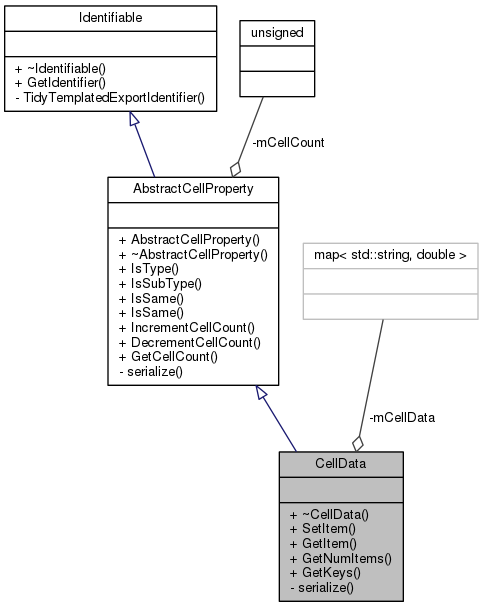 Identifiable
+ ~Identifiable()
+ GetIdentifier()
- TidyTemplatedExportIdentifier()
unsigned
-mCellCount
AbstractCellProperty
+ AbstractCellProperty()
+ ~AbstractCellProperty()
+ IsType()
+ IsSubType()
+ IsSame()
+ IsSame()
+ IncrementCellCount()
+ DecrementCellCount()
+ GetCellCount()
- serialize()
map< std::string, double >
-mCellData
CellData
+ ~CellData()
+ SetItem()
+ GetItem()
+ GetNumItems()
+ GetKeys()
- serialize()